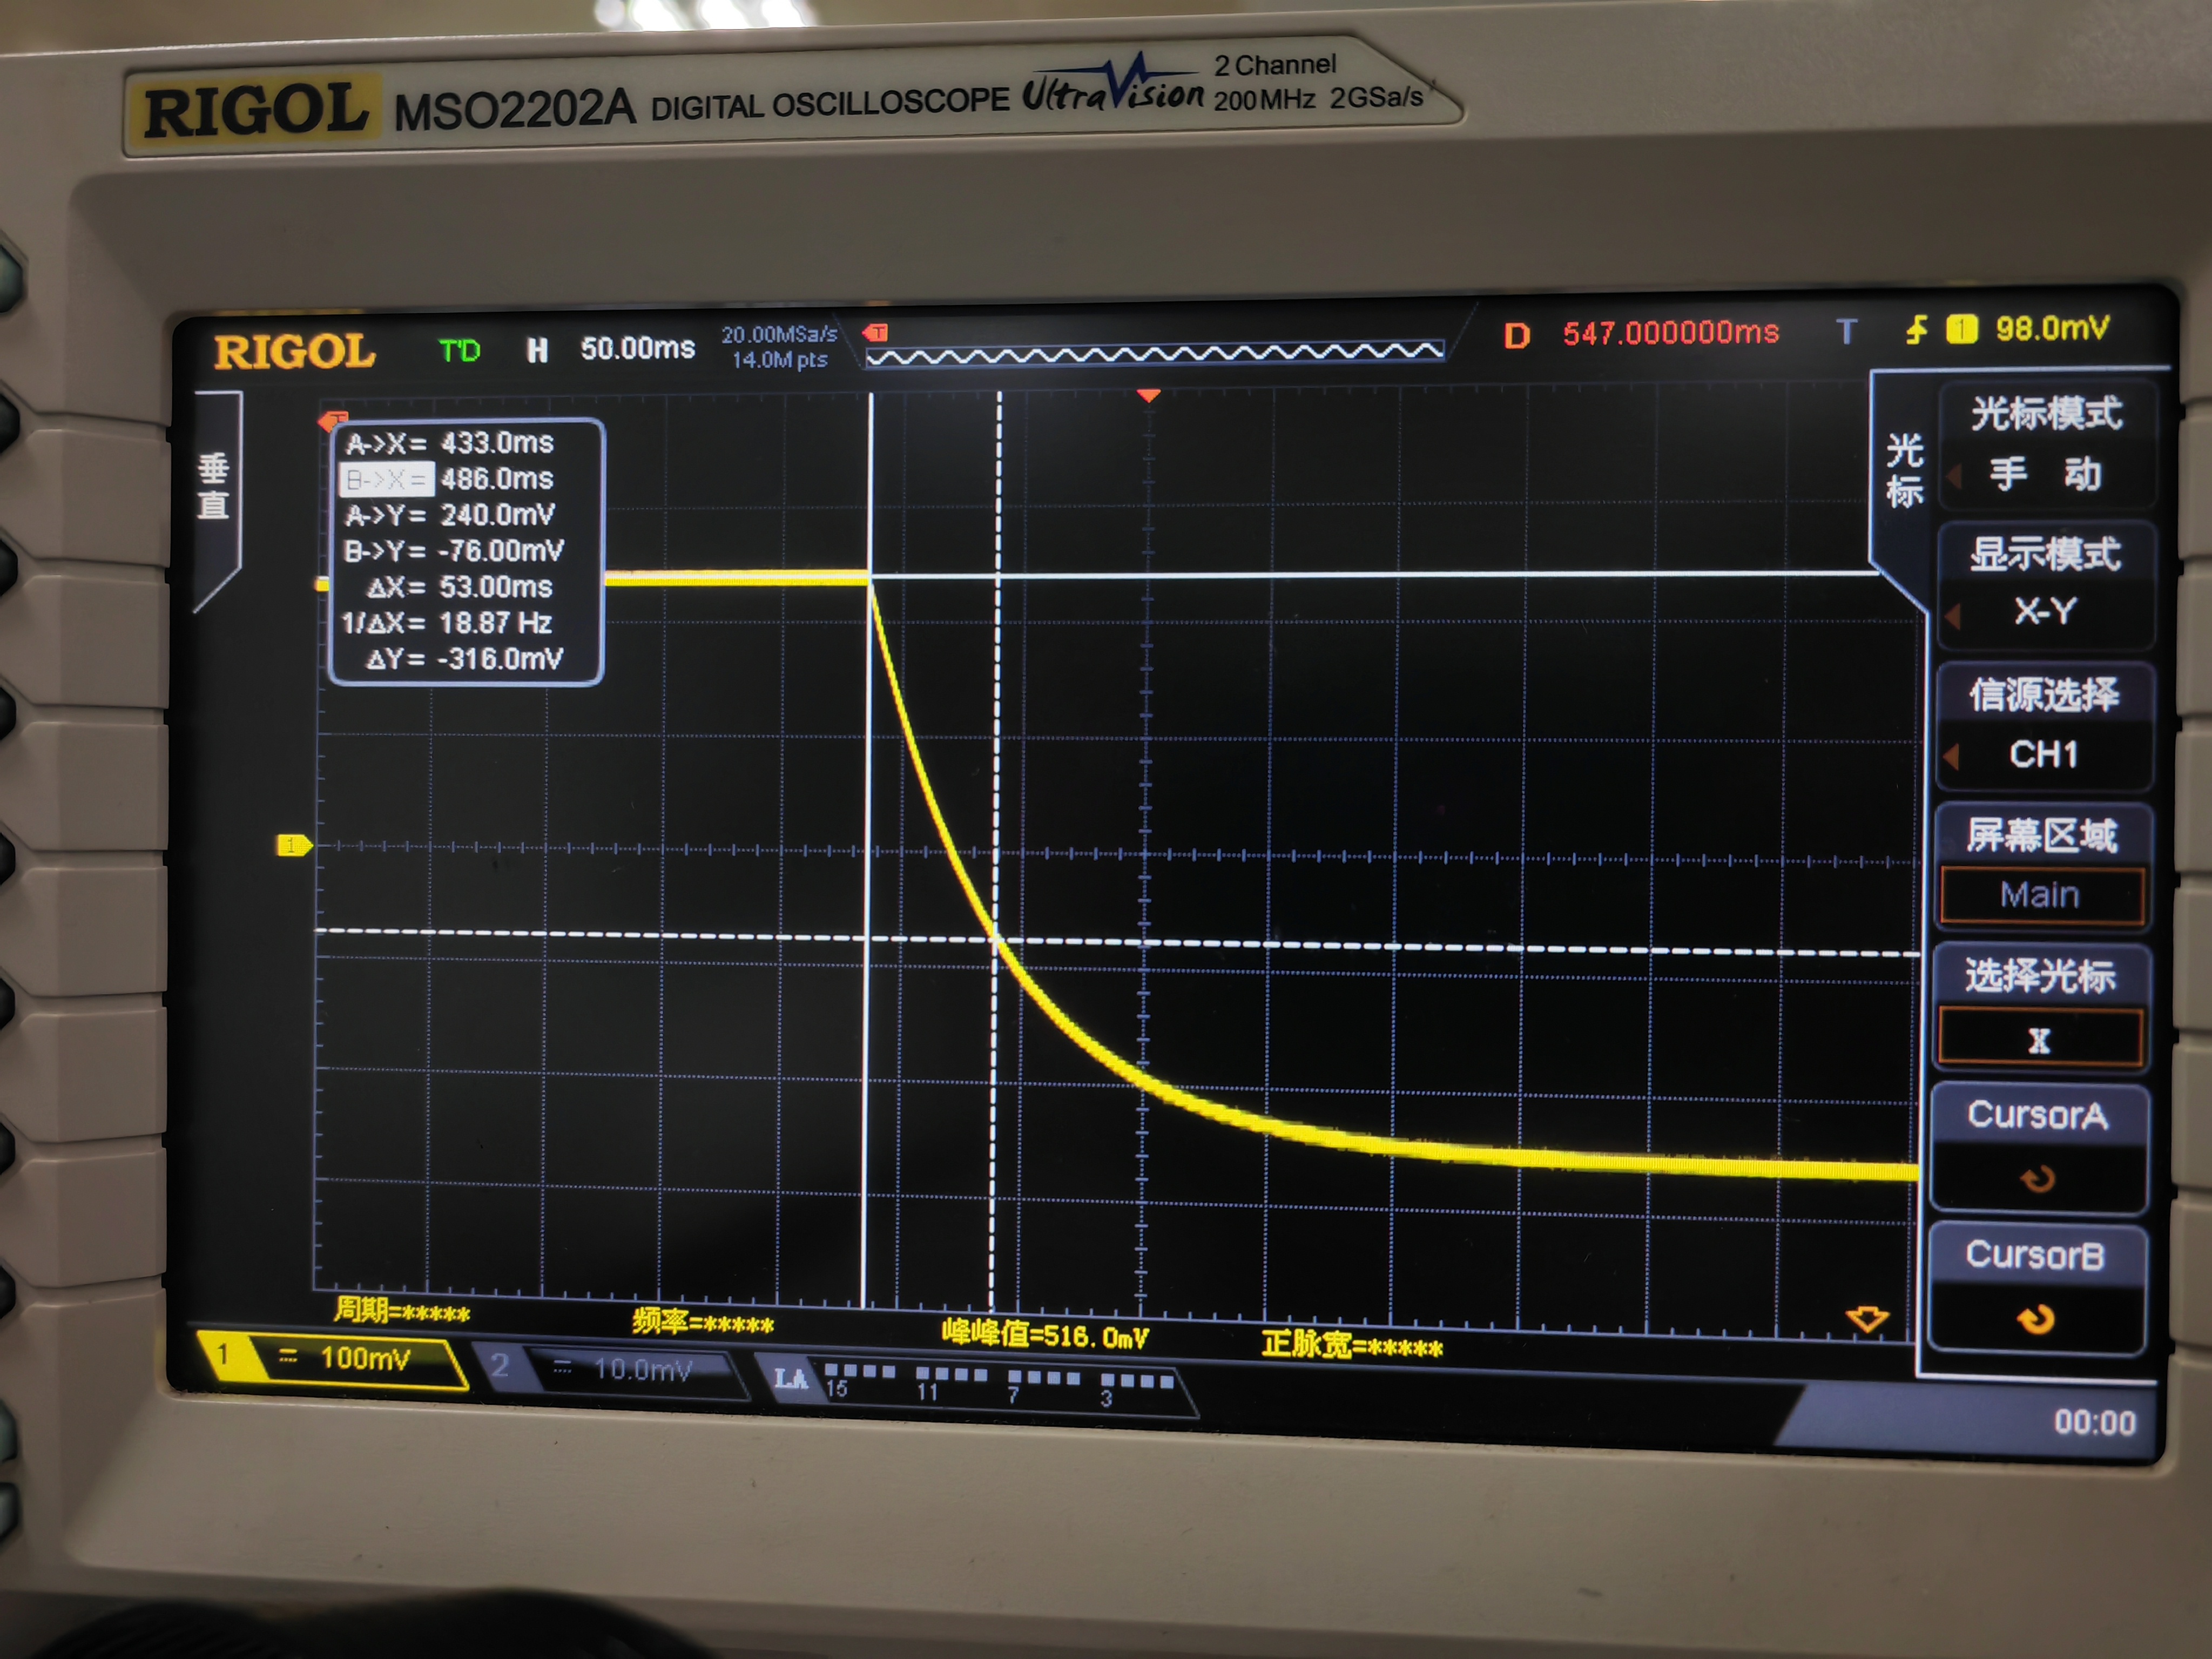 RIGOL MSO2202A DIGITAL OSCILLOSCOPE UltraVision 2 Channel
200MHz 2GSa/s
RIGOL T'D H 50.00ms 20.00MSa/s
14.0M pts
T
D 547.000000ms T 1 98.0mV
垂直
T
A->X= 433.0ms
B->X= 486.0ms
A->Y= 240.0mV
B->Y= -76.00mV
△X= 53.00ms
1/△X= 18.87 Hz
△Y= -316.0mV
1
光标
光标模式
手 动
显示模式
X-Y
信源选择
CH1
屏幕区域
Main
选择光标
X
CursorA
CursorB
周期=***** 频率=***** 峰峰值=516.0mV 正脉宽=*****
1 = 100mV 2 = 10.0mV LA 15 11 7 3
00:00